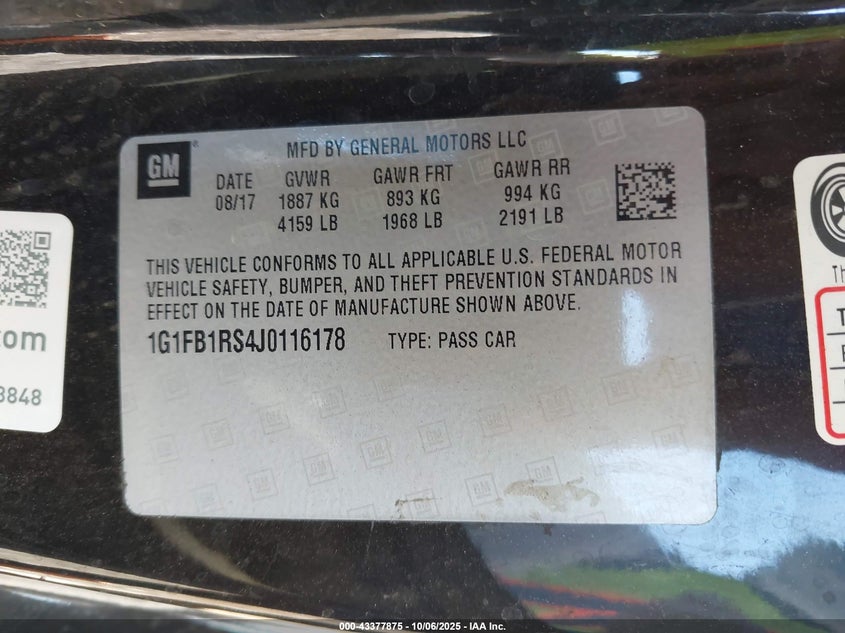 GM
®
MFD BY GENERAL MOTORS LLC
DATE GVWR GAWR FRT GAWR RR
08/17 1887 KG 893 KG 994 KG
4159 LB 1968 LB 2191 LB
THIS VEHICLE CONFORMS TO ALL APPLICABLE U.S. FEDERAL MOTOR
VEHICLE SAFETY, BUMPER, AND THEFT PREVENTION STANDARDS IN
EFFECT ON THE DATE OF MANUFACTURE SHOWN ABOVE.
1G1FB1RS4J0116178 TYPE: PASS CAR
.com
8848
TH
T
000-43377875 - 10/06/2025 - IAA Inc.